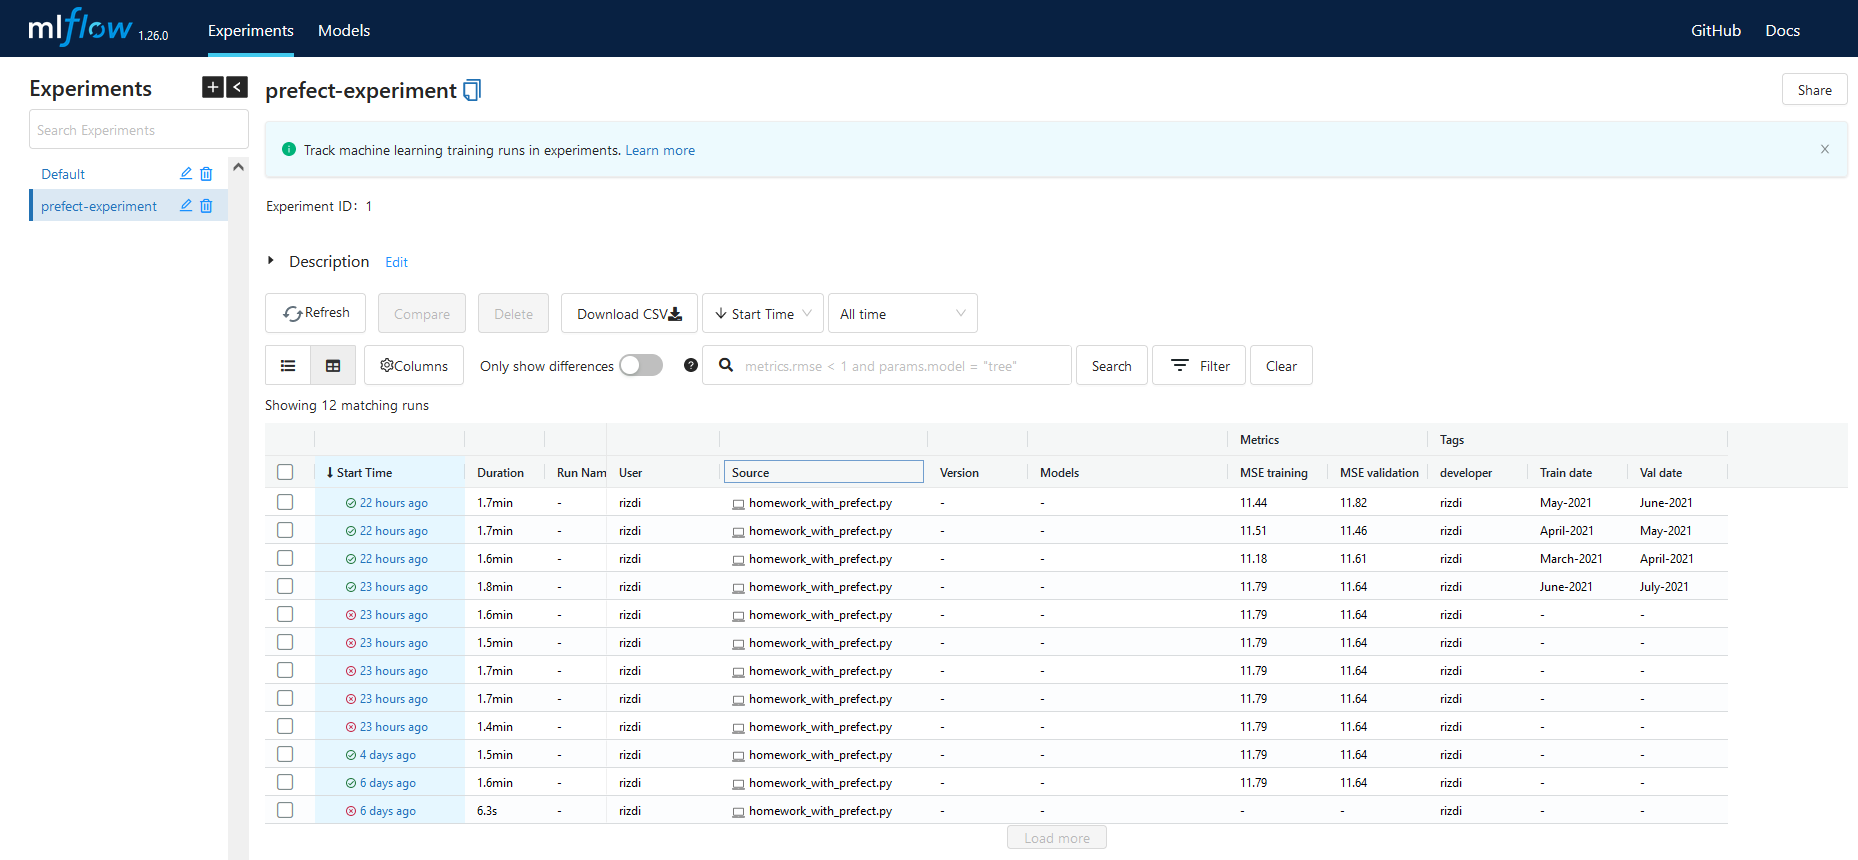 mlflow 1.26.0 Experiments Models GitHub Docs
Experiments + <
Search Experiments
Default
prefect-experiment
prefect-experiment Share
Track machine learning training runs in experiments. Learn more
Experiment ID: 1
Description Edit
Refresh Compare Delete Download CSV Start Time All time
Columns Only show differences ? metrics.rmse < 1 and params.model = "tree" Search Filter Clear
Showing 12 matching runs
Metrics Tags
↓ Start Time Duration Run Nam User Source Version Models MSE training MSE validation developer Train date Val date
22 hours ago 1.7min - rizdi homework_with_prefect.py - - 11.44 11.82 rizdi May-2021 June-2021
22 hours ago 1.7min - rizdi homework_with_prefect.py - - 11.51 11.46 rizdi April-2021 May-2021
22 hours ago 1.6min - rizdi homework_with_prefect.py - - 11.18 11.61 rizdi March-2021 April-2021
23 hours ago 1.8min - rizdi homework_with_prefect.py - - 11.79 11.64 rizdi June-2021 July-2021
23 hours ago 1.6min - rizdi homework_with_prefect.py - - 11.79 11.64 rizdi - -
23 hours ago 1.5min - rizdi homework_with_prefect.py - - 11.79 11.64 rizdi - -
23 hours ago 1.7min - rizdi homework_with_prefect.py - - 11.79 11.64 rizdi - -
23 hours ago 1.7min - rizdi homework_with_prefect.py - - 11.79 11.64 rizdi - -
23 hours ago 1.4min - rizdi homework_with_prefect.py - - 11.79 11.64 rizdi - -
4 days ago 1.5min - rizdi homework_with_prefect.py - - 11.79 11.64 rizdi - -
6 days ago 1.6min - rizdi homework_with_prefect.py - - 11.79 11.64 rizdi - -
6 days ago 6.3s - rizdi homework_with_prefect.py - - - - rizdi - -
Load more